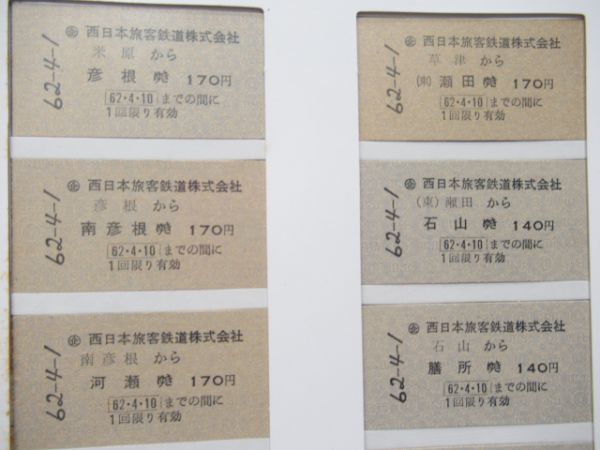 62-4-1
㊎ 西日本旅客鉄道株式会社
米原 から
彦根ゆき 170円
62・4・10 までの間に
1回限り有効
62-4-1
西日本旅客鉄道株式会社
彦根 から
南彦根ゆき 170円
62・4・10 までの間に
1回限り有効
62-4-1
西日本旅客鉄道株式会社
南彦根 から
河瀬ゆき 170円
62・4・10 までの間に
1回限り有効
62-4-1
西日本旅客鉄道株式会社
草津 から
(東)瀬田ゆき 170円
62・4・10 までの間に
1回限り有効
62-4-1
西日本旅客鉄道株式会社
(東)瀬田 から
石山ゆき 140円
62・4・10 までの間に
1回限り有効
62-4-1
西日本旅客鉄道株式会社
石山 から
膳所ゆき 140円
62・4・10 までの間に
1回限り有効